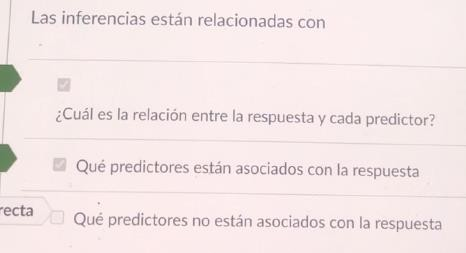 Las inferencias están relacionadas con
¿Cuál es la relación entre la respuesta y cada predictor?
Qué predictores están asociados con la respuesta
recta
Qué predictores no están asociados con la respuesta